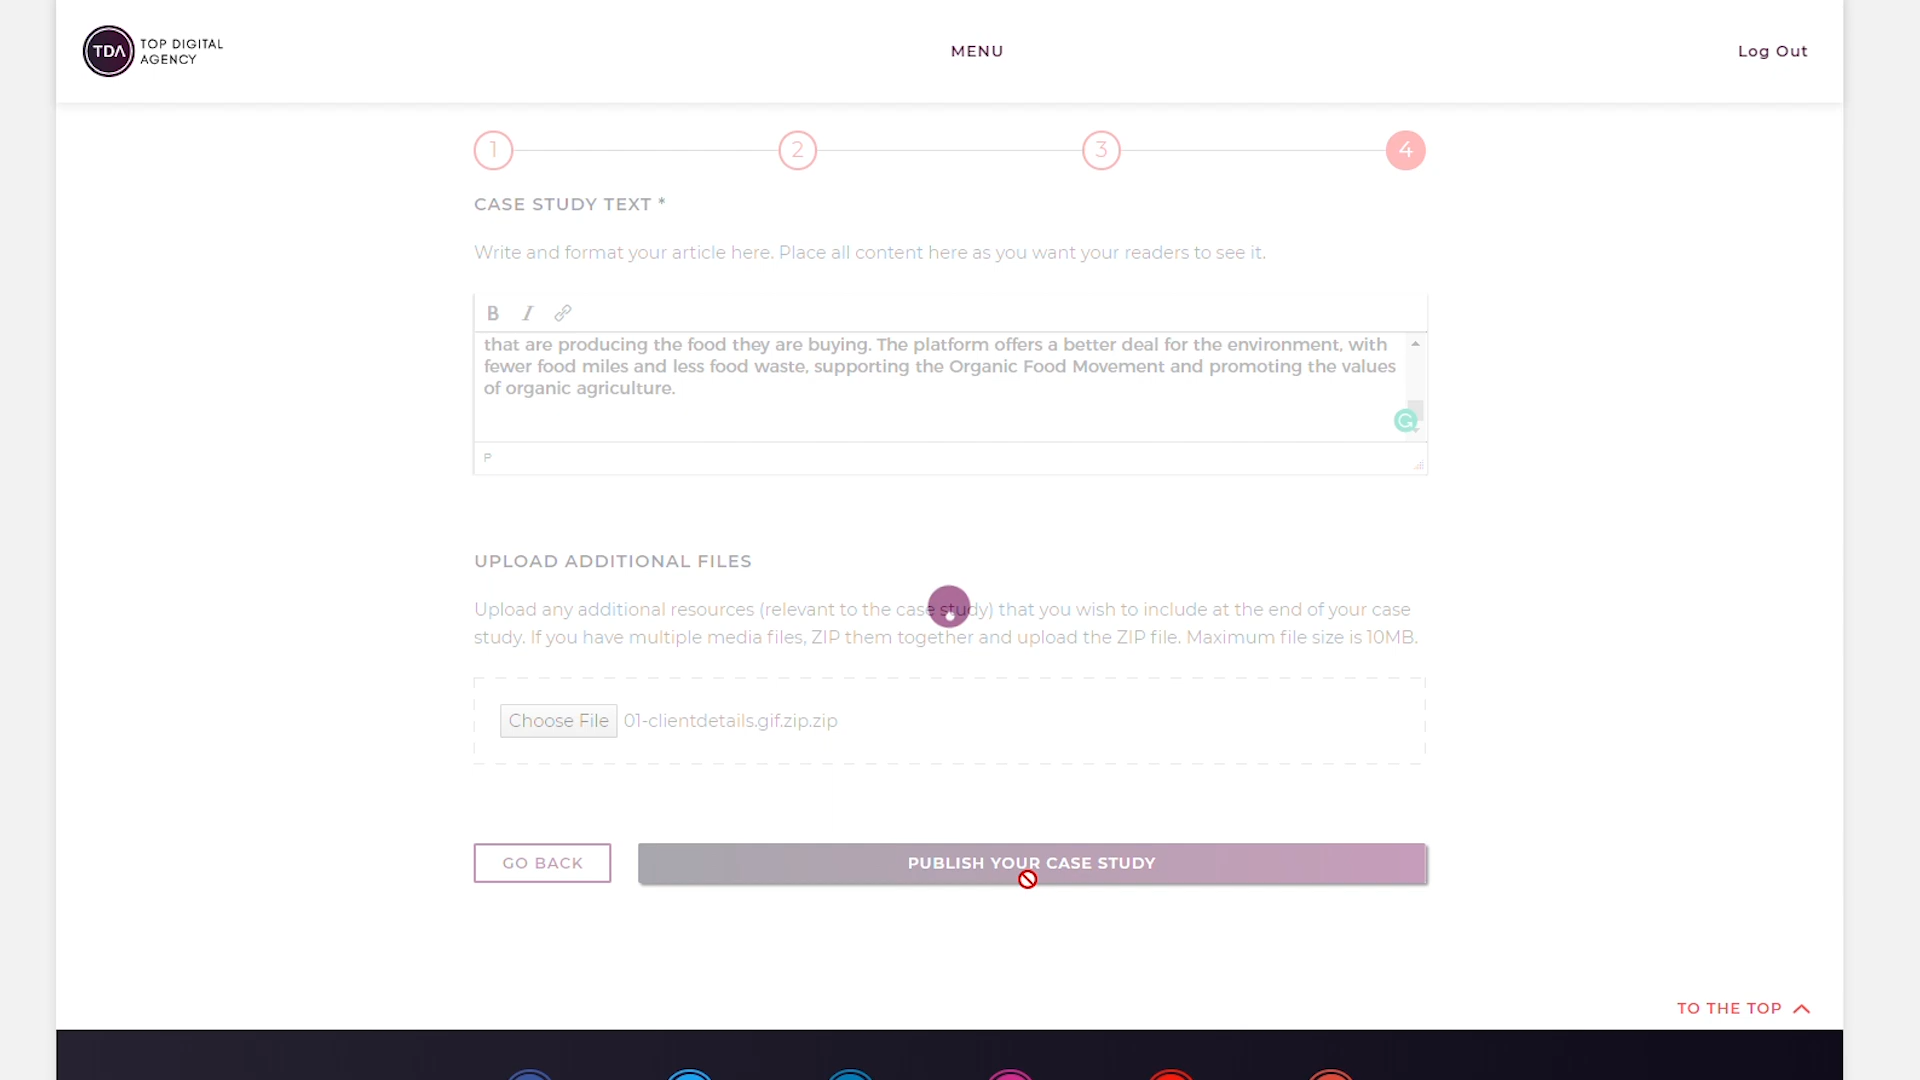 TDA TOP DIGITAL
AGENCY
MENU
Log Out
1 2 3 4
CASE STUDY TEXT *
Write and format your article here. Place all content here as you want your readers to see it.
B I
that are producing the food they are buying. The platform offers a better deal for the environment, with
fewer food miles and less food waste, supporting the Organic Food Movement and promoting the values
of organic agriculture.
P
UPLOAD ADDITIONAL FILES
Upload any additional resources (relevant to the case study) that you wish to include at the end of your case
study. If you have multiple media files, ZIP them together and upload the ZIP file. Maximum file size is 10MB.
Choose File 01-clientdetails.gif.zip.zip
GO BACK
PUBLISH YOUR CASE STUDY
TO THE TOP